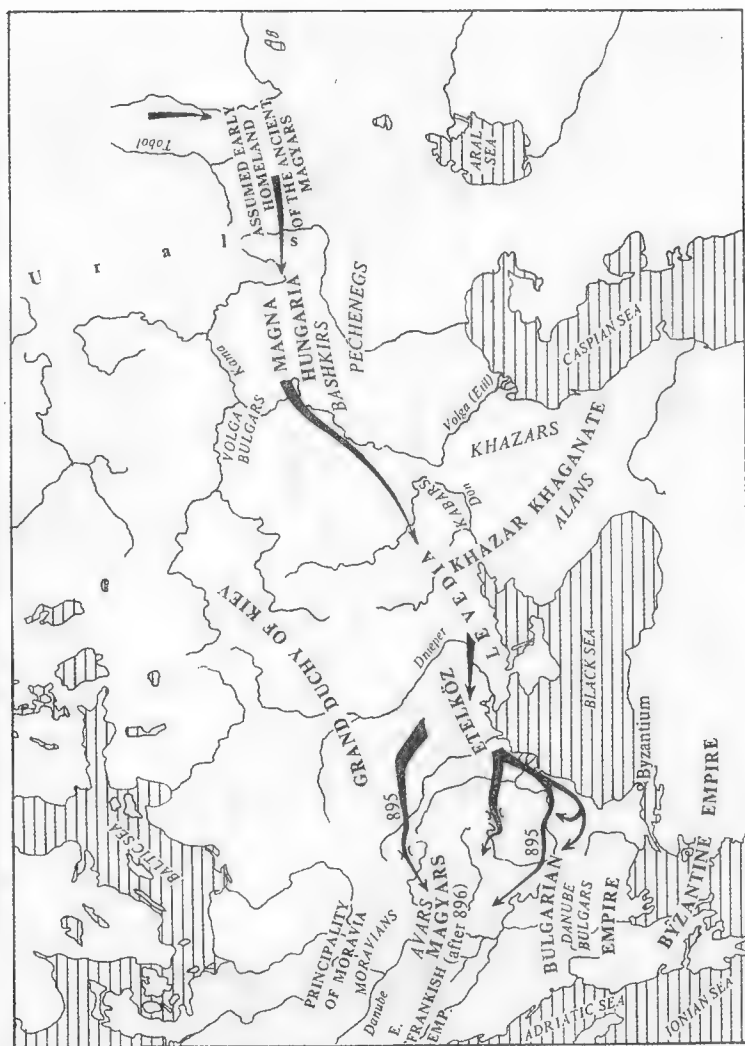 Tobol
ASSUMED EARLY
HOMELAND
OF THE ANCIENT
MAGYARS
ARAL
SEA
Urals
MAGNA
HUNGARIA
BASHKIRS
PECHENEGS
Kama
VOLGA
BULGARS
CASPIAN SEA
Volga (Etil)
KHAZARS
KABARS
Don
KHAZAR KHAGANATE
ALANS
LEVEDIA
GRAND DUCHY OF KIEV
Dnieper
ETELKÖZ
BLACK SEA
Byzantium
895
895
BALTIC SEA
PRINCIPALITY
OF MORAVIA
MORAVIANS
AVARS
MAGYARS
(after 896)
Danube
E.
FRANKISH
EMP.
BULGARIAN
DANUBE
BULGARS
EMPIRE
BYZANTINE EMPIRE
ADRIATIC SEA
IONIAN SEA